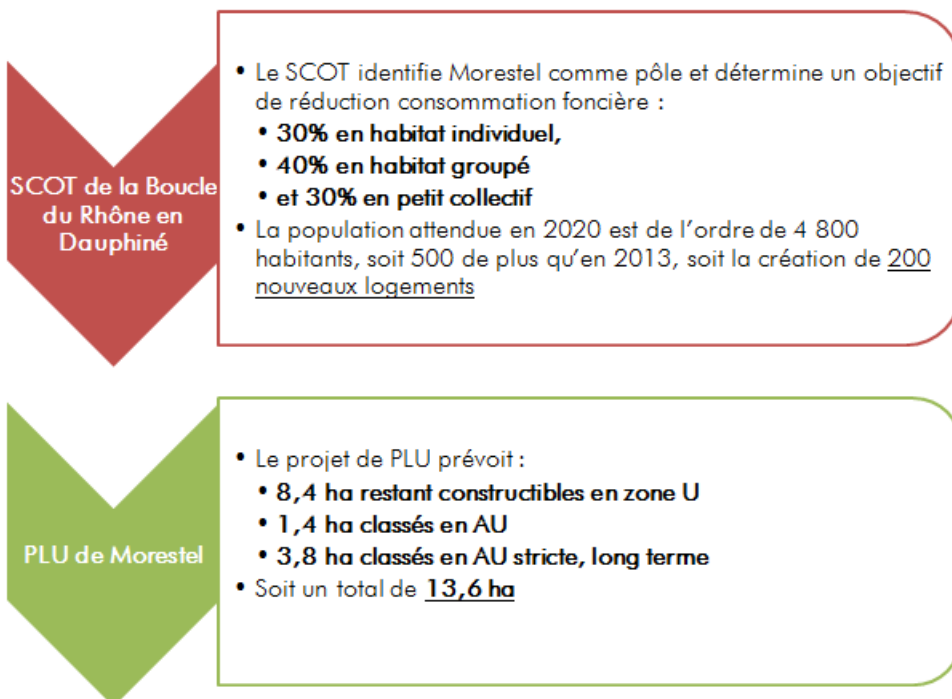 SCOT de la Boucle
du Rhône en
Dauphiné
• Le SCOT identifie Morestel comme pôle et détermine un objectif
de réduction consommation foncière :
• 30% en habitat individuel,
• 40% en habitat groupé
• et 30% en petit collectif
• La population attendue en 2020 est de l'ordre de 4 800
habitants, soit 500 de plus qu'en 2013, soit la création de 200
nouveaux logements
PLU de Morestel
• Le projet de PLU prévoit :
• 8,4 ha restant constructibles en zone U
• 1,4 ha classés en AU
• 3,8 ha classés en AU stricte, long terme
• Soit un total de 13,6 ha